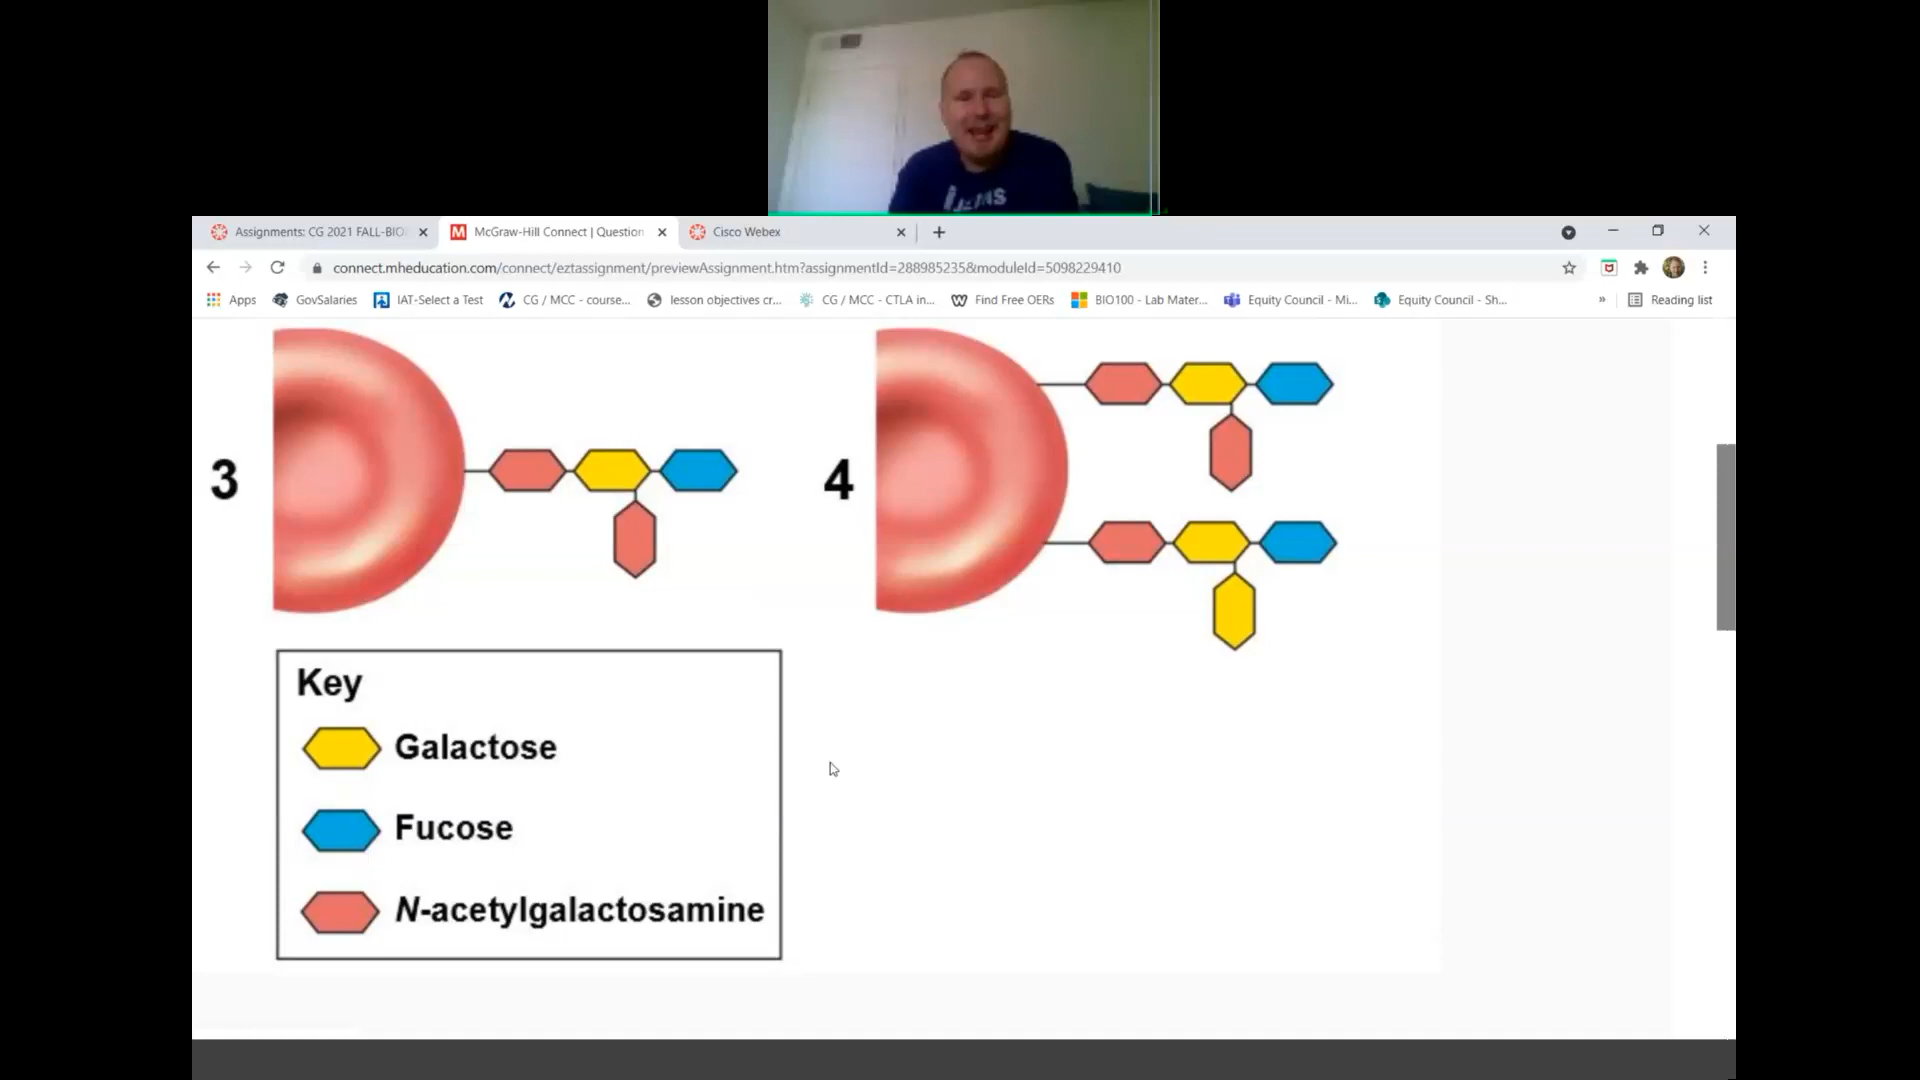 Assignments: CG 2021 FALL-BIO
McGraw-Hill Connect | Question
Cisco Webex
connect.mheducation.com/connect/eztassignment/previewAssignment.htm?assignmentId=288985235&moduleId=5098229410
Apps
GovSalaries
IAT-Select a Test
CG / MCC - course...
lesson objectives cr...
CG / MCC - CTLA in...
Find Free OERs
BIO100 - Lab Mater...
Equity Council - Mi...
Equity Council - Sh...
»
Reading list
3
4
Key
Galactose
Fucose
N-acetylgalactosamine